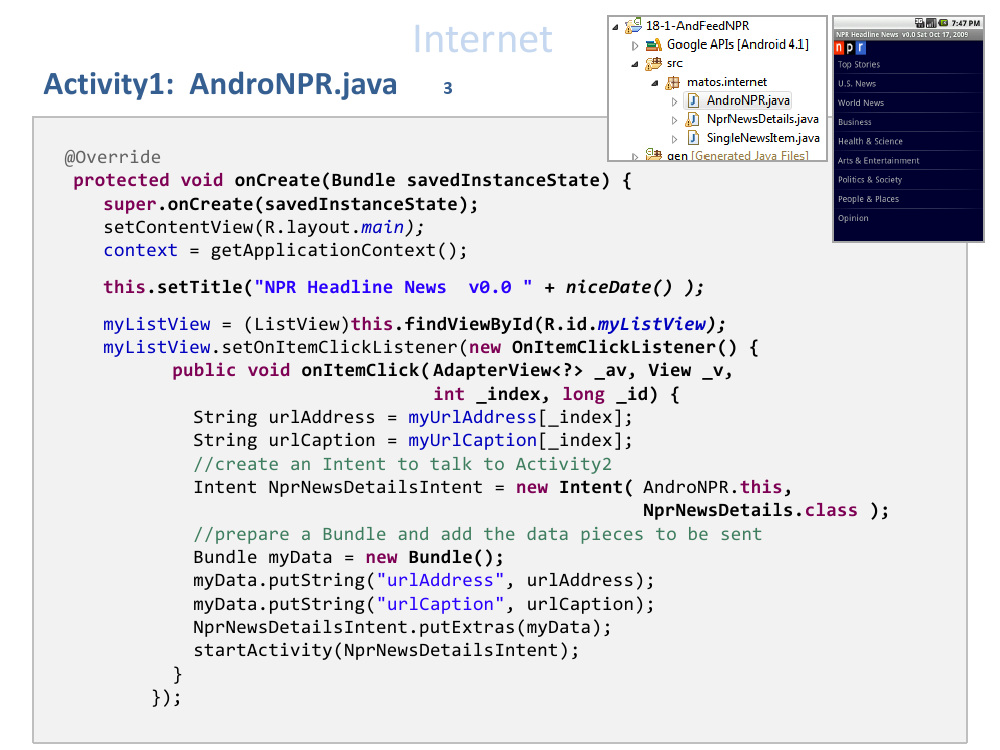 Internet
Activity1: AndroNPR.java 3
18-1-AndFeedNPR
Google APIs [Android 4.1]
src
matos.internet
AndroNPR.java
NprNewsDetails.java
SingleNewsItem.java
gen [Generated Java Files]
7:47 PM
NPR Headline News v0.0 Sat Oct 17, 2009
npr
Top Stories
U.S. News
World News
Business
Health & Science
Arts & Entertainment
Politics & Society
People & Places
Opinion
@Override
protected void onCreate(Bundle savedInstanceState) {
super.onCreate(savedInstanceState);
setContentView(R.layout.main);
context = getApplicationContext();
this.setTitle("NPR Headline News  v0.0 " + niceDate() );
myListView = (ListView)this.findViewById(R.id.myListView);
myListView.setOnItemClickListener(new OnItemClickListener() {
public void onItemClick(AdapterView<?> _av, View _v,
int _index, long _id) {
String urlAddress = myUrlAddress[_index];
String urlCaption = myUrlCaption[_index];
//create an Intent to talk to Activity2
Intent NprNewsDetailsIntent = new Intent( AndroNPR.this,
NprNewsDetails.class );
//prepare a Bundle and add the data pieces to be sent
Bundle myData = new Bundle();
myData.putString("urlAddress", urlAddress);
myData.putString("urlCaption", urlCaption);
NprNewsDetailsIntent.putExtras(myData);
startActivity(NprNewsDetailsIntent);
}
});